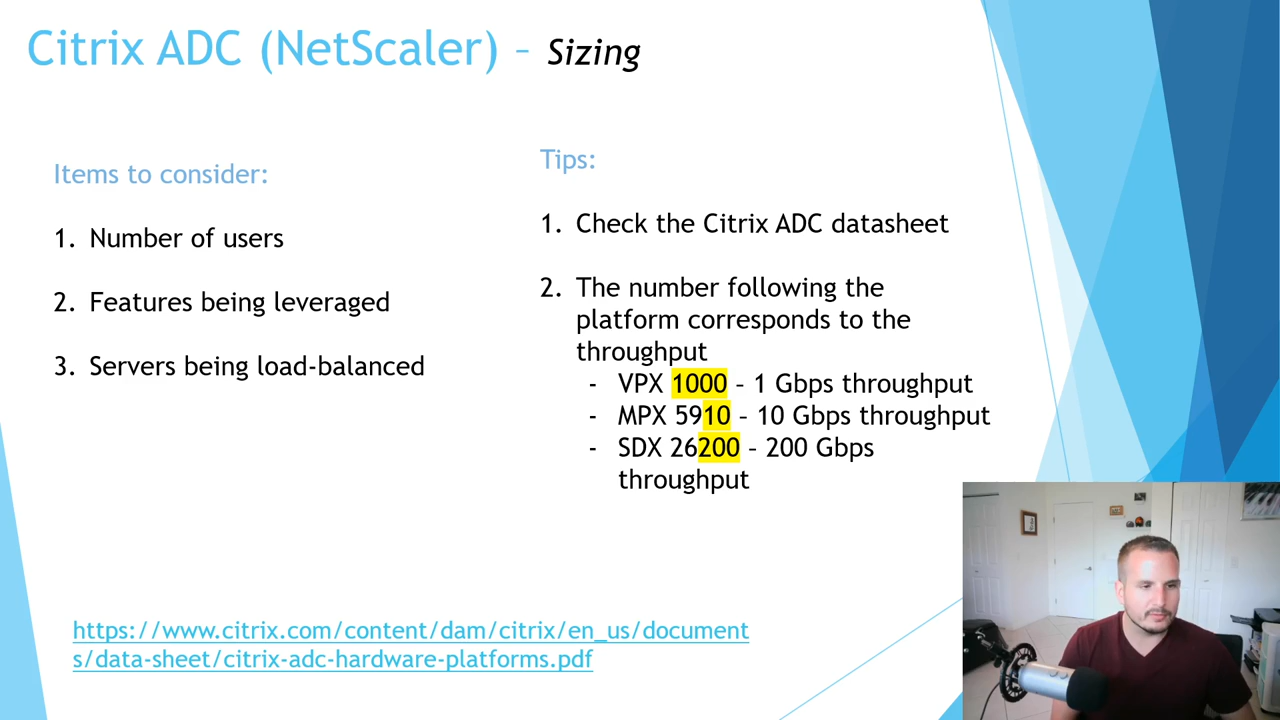 Citrix ADC (NetScaler) – Sizing
Items to consider:
1. Number of users
2. Features being leveraged
3. Servers being load-balanced
Tips:
1. Check the Citrix ADC datasheet
2. The number following the
platform corresponds to the
throughput
- VPX 1000 – 1 Gbps throughput
- MPX 5910 – 10 Gbps throughput
- SDX 26200 – 200 Gbps
throughput
https://www.citrix.com/content/dam/citrix/en_us/document
s/data-sheet/citrix-adc-hardware-platforms.pdf